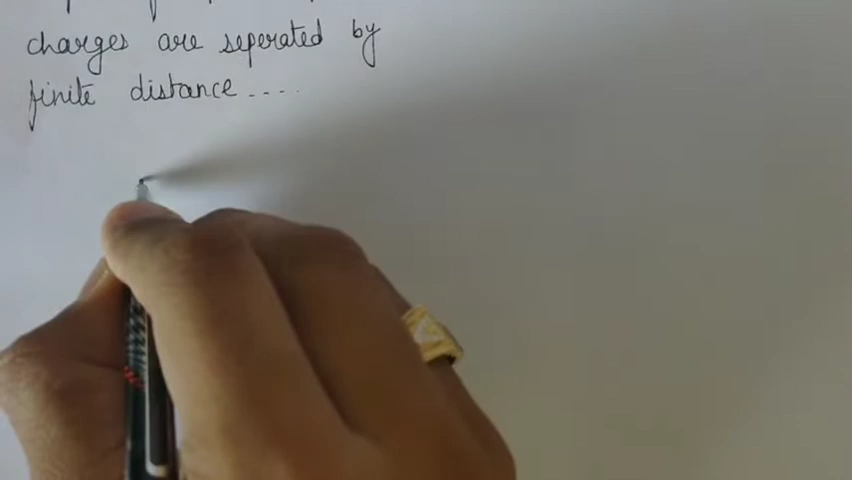 charges are seperated by
finite distance ....